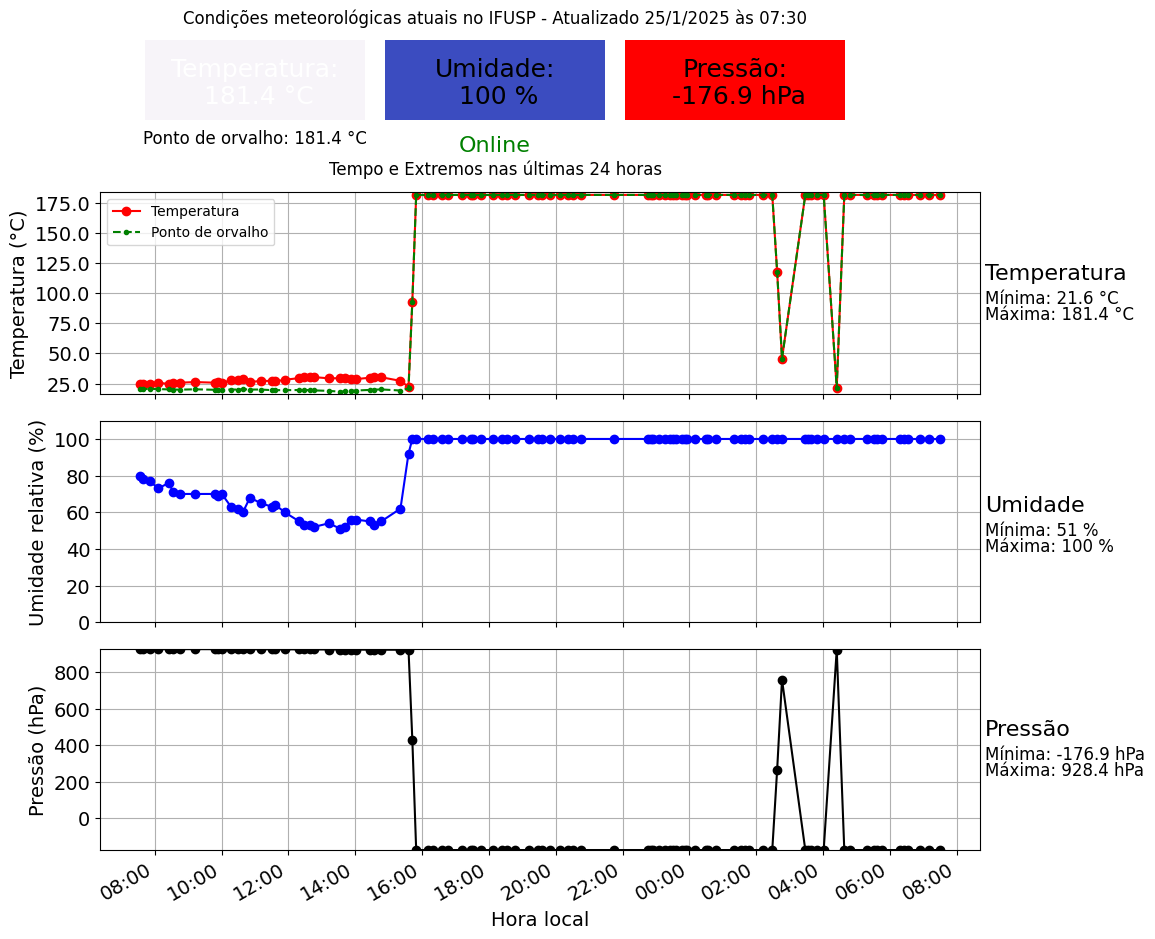 Condições meteorológicas atuais no IFUSP - Atualizado 25/1/2025 às 07:30
Temperatura:
181.4 °C
Umidade:
100 %
Pressão:
-176.9 hPa
Ponto de orvalho: 181.4 °C
Online
Tempo e Extremos nas últimas 24 horas
Temperatura (°C)
175.0
150.0
125.0
100.0
75.0
50.0
25.0
Temperatura
Ponto de orvalho
Temperatura
Mínima: 21.6 °C
Máxima: 181.4 °C
Umidade relativa (%)
100
80
60
40
20
0
Umidade
Mínima: 51 %
Máxima: 100 %
Pressão (hPa)
800
600
400
200
0
Pressão
Mínima: -176.9 hPa
Máxima: 928.4 hPa
08:00
10:00
12:00
14:00
16:00
18:00
20:00
22:00
00:00
02:00
04:00
06:00
08:00
Hora local